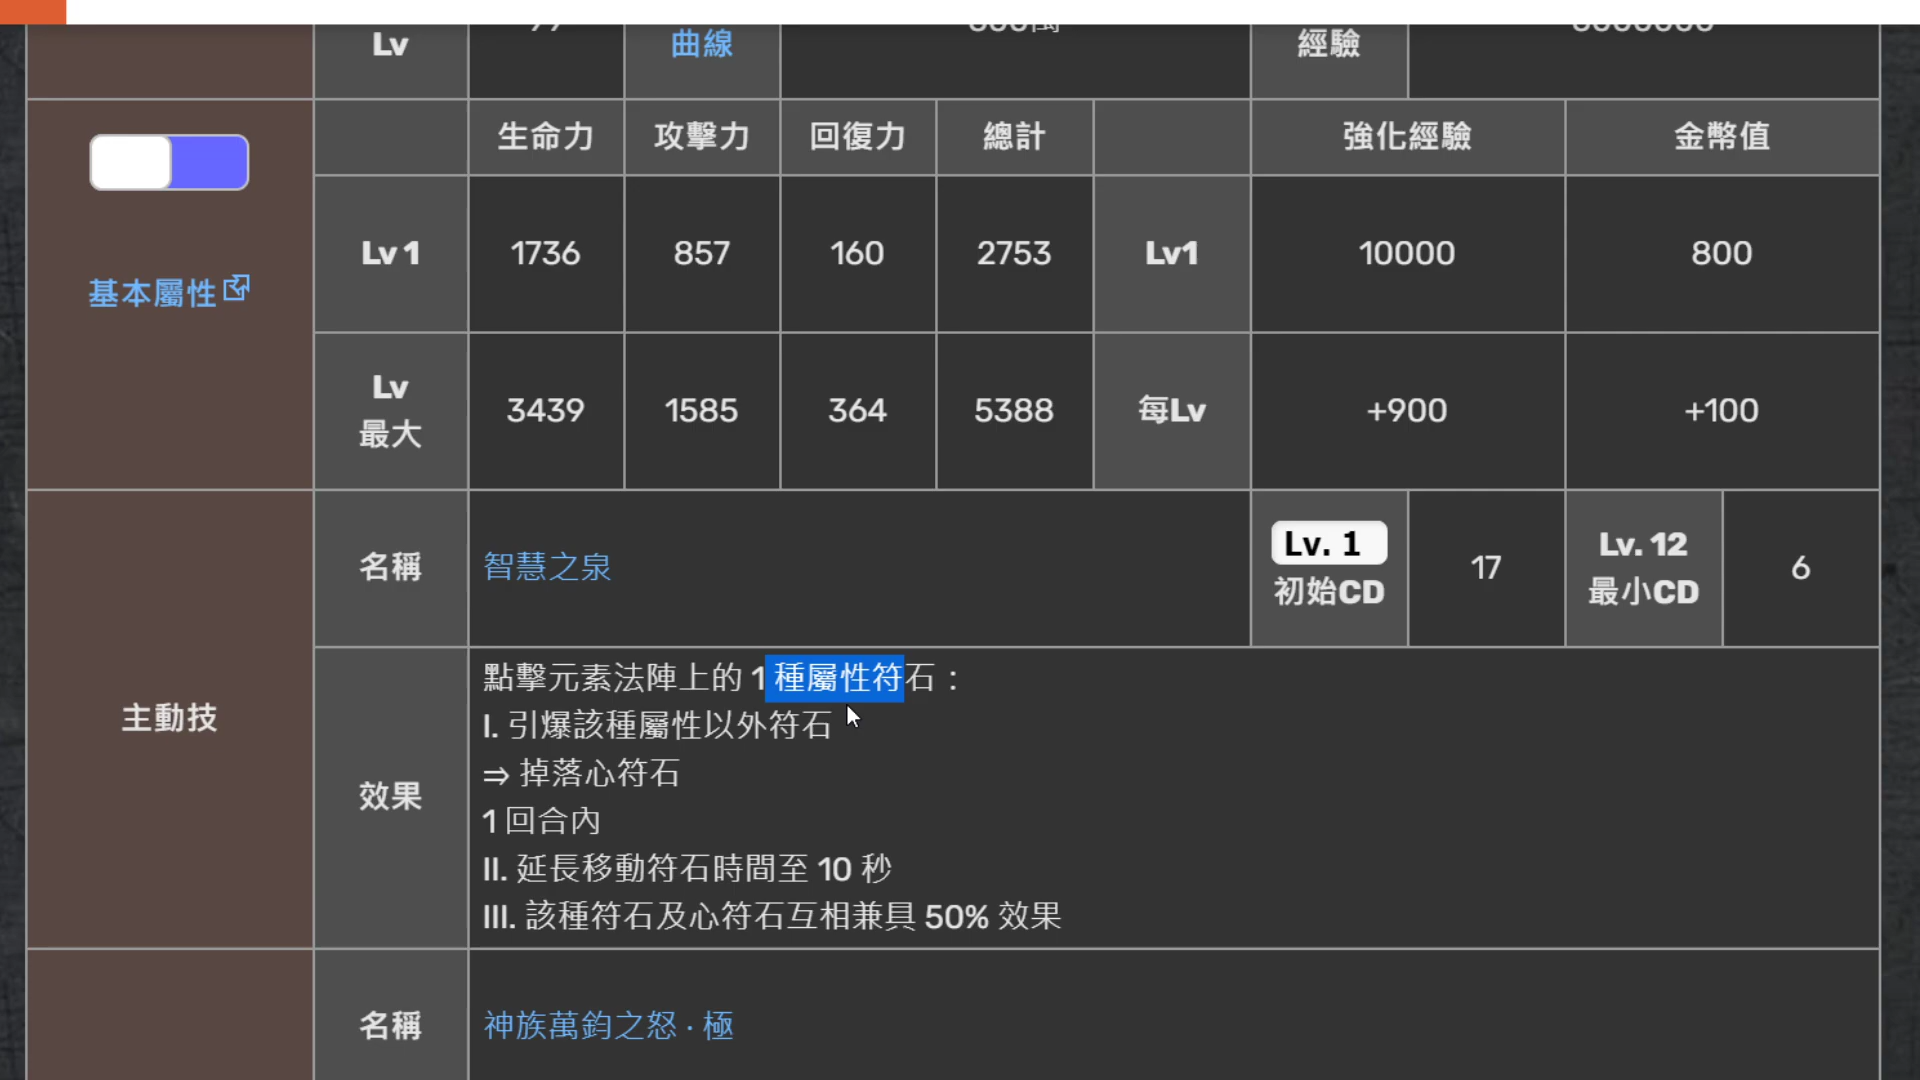 Lv
曲線
經驗
生命力 攻擊力 回復力 總計 強化經驗 金幣值
基本屬性
Lv 1 1736 857 160 2753 Lv1 10000 800
Lv
最大 3439 1585 364 5388 每Lv +900 +100
主動技
名稱 智慧之泉 Lv. 1
初始CD 17 Lv. 12
最小CD 6
效果
點擊元素法陣上的 1 種屬性符石：
I. 引爆該種屬性以外符石
⇒ 掉落心符石
1 回合內
II. 延長移動符石時間至 10 秒
III. 該種符石及心符石互相兼具 50% 效果
名稱 神族萬鈞之怒 · 極